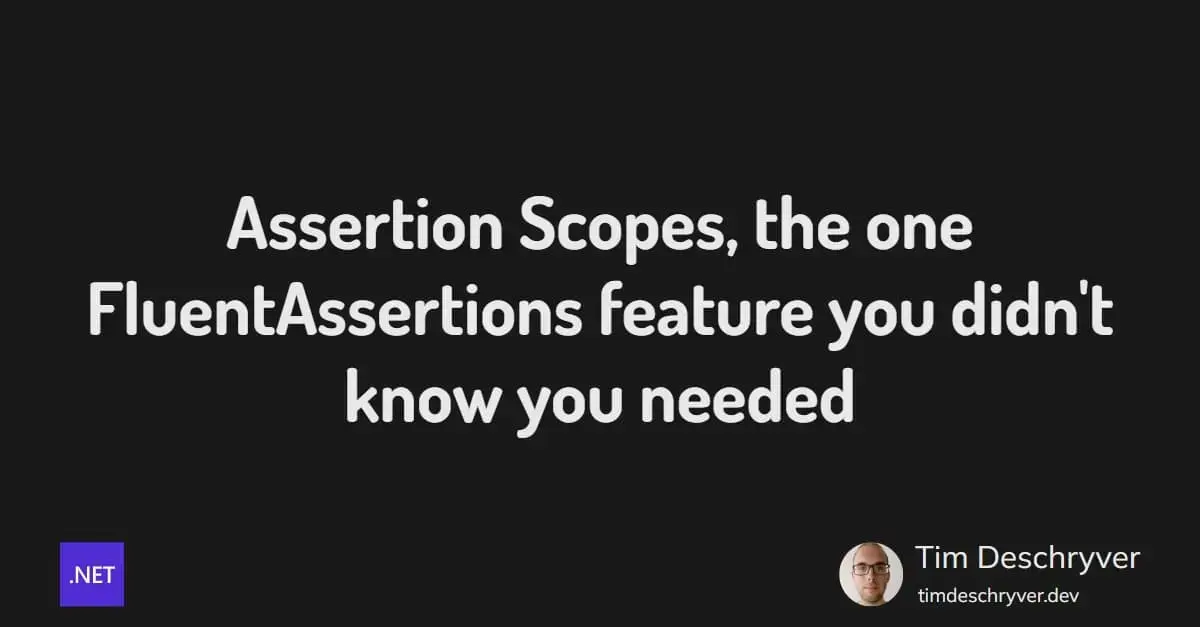 Assertion Scopes, the one
FluentAssertions feature you didn't
know you needed
.NET
Tim Deschryver
timdeschryver.dev